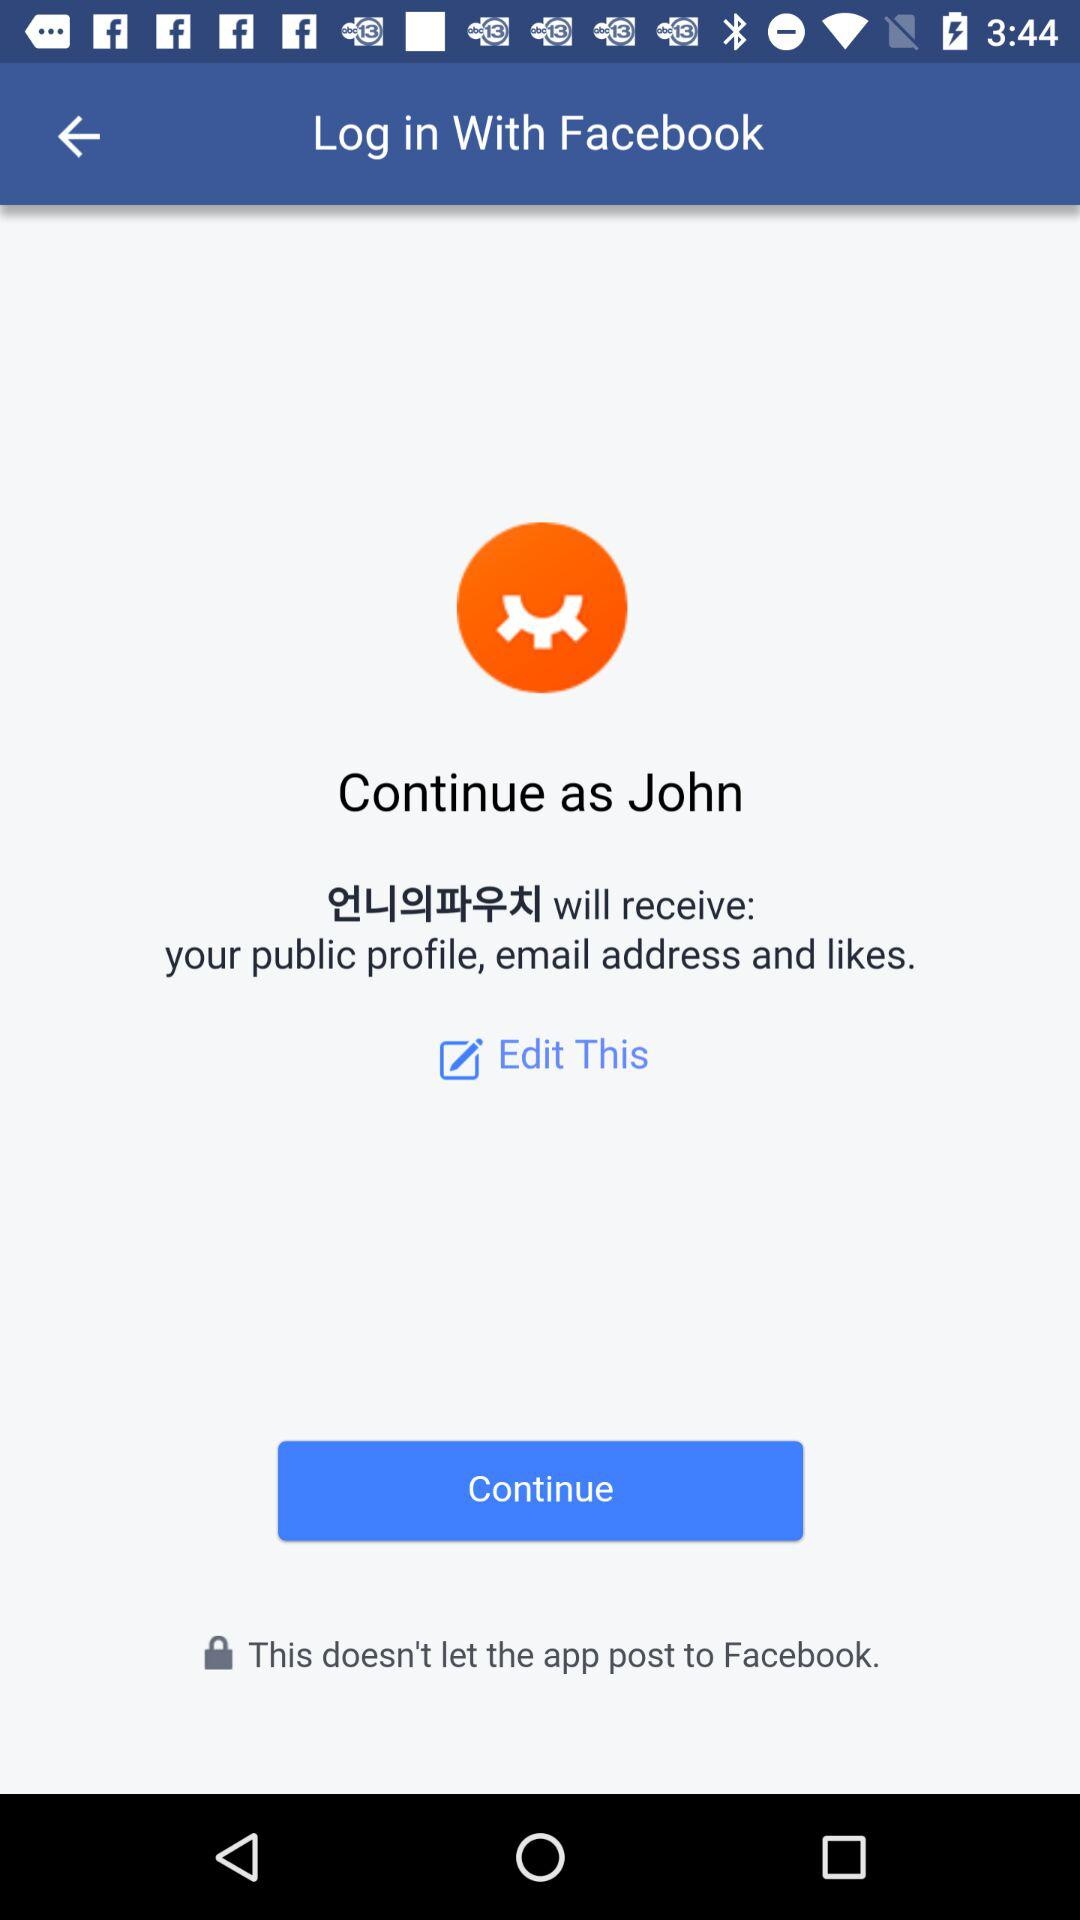 3:44
Log in With Facebook
Continue as John
언니의파우치 will receive:
your public profile, email address and likes.
Edit This
Continue
This doesn't let the app post to Facebook.